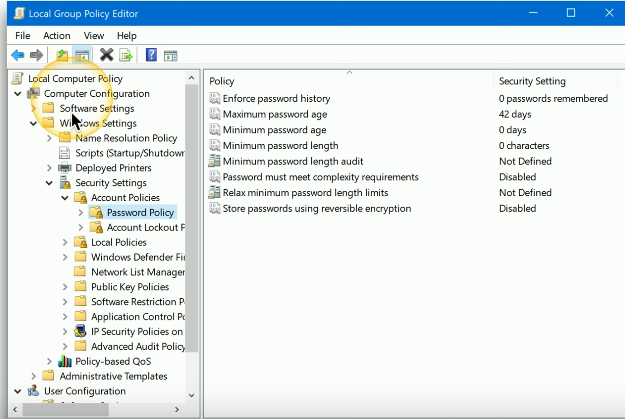 Local Group Policy Editor
File Action View Help
Local Computer Policy
Computer Configuration
Software Settings
Windows Settings
Name Resolution Policy
Scripts (Startup/Shutdown
Deployed Printers
Security Settings
Account Policies
Password Policy
Account Lockout P
Local Policies
Windows Defender Fi
Network List Manager
Public Key Policies
Software Restriction P
Application Control Po
IP Security Policies on
Advanced Audit Policy
Policy-based QoS
Administrative Templates
User Configuration
Policy Security Setting
Enforce password history 0 passwords remembered
Maximum password age 42 days
Minimum password age 0 days
Minimum password length 0 characters
Minimum password length audit Not Defined
Password must meet complexity requirements Disabled
Relax minimum password length limits Not Defined
Store passwords using reversible encryption Disabled